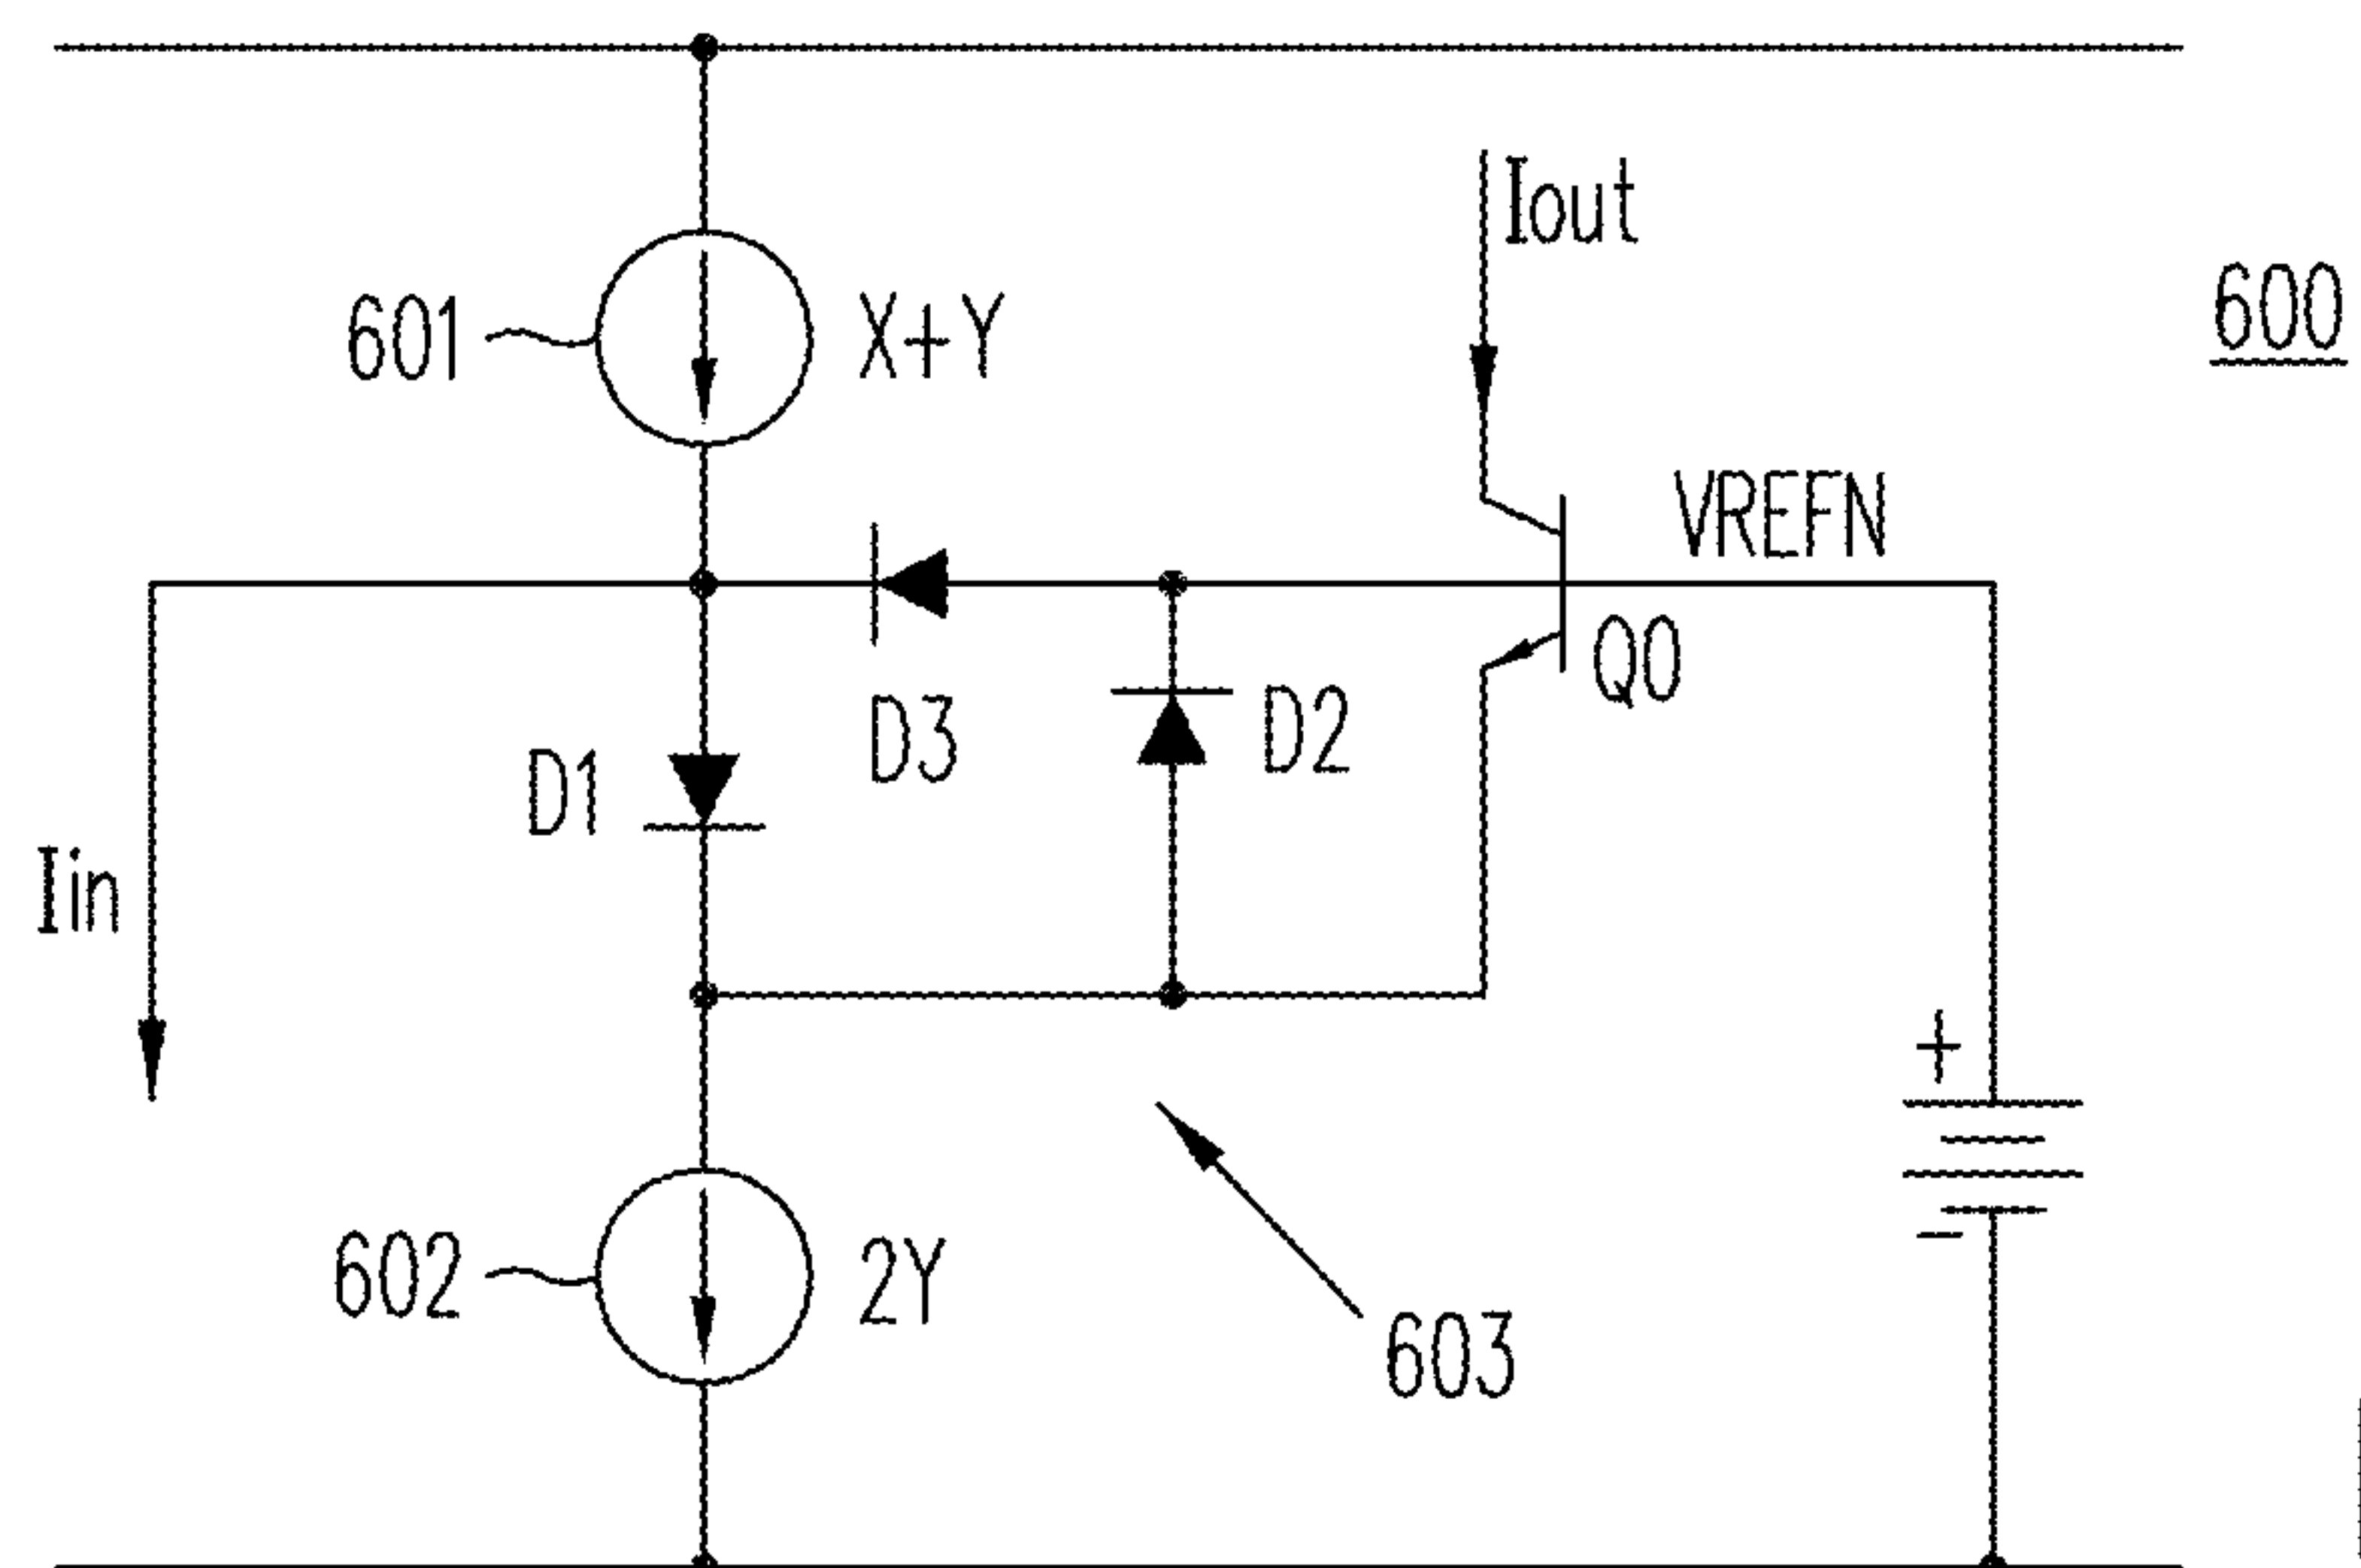 Iout
600
601
X+Y
VREFN
Q0
D3
D2
D1
Iin
+
602
2Y
−
603